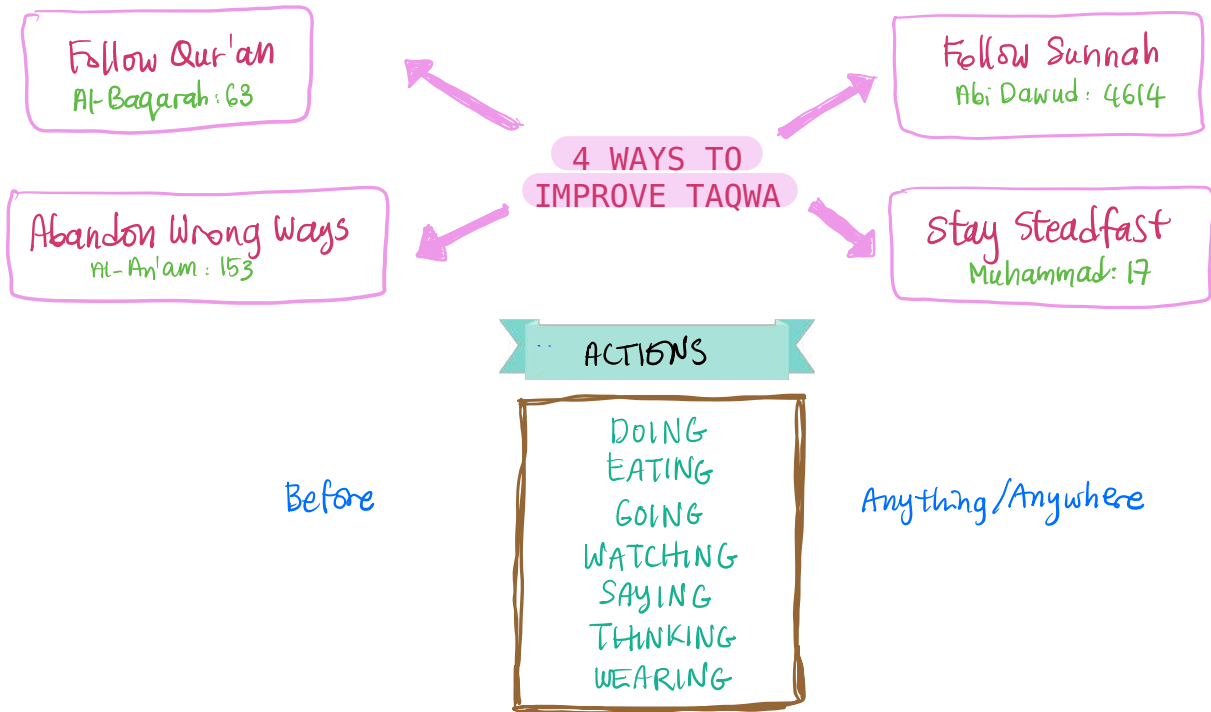 Follow Qur'an
Al-Baqarah: 63
Follow Sunnah
Abi Dawud: 4614
4 WAYS TO
IMPROVE TAQWA
Abandon Wrong Ways
Al-An'am: 153
Stay Steadfast
Muhammad: 17
ACTIONS
DOING
EATING
GOING
WATCHING
SAYING
THINKING
WEARING
Before
Anything/Anywhere